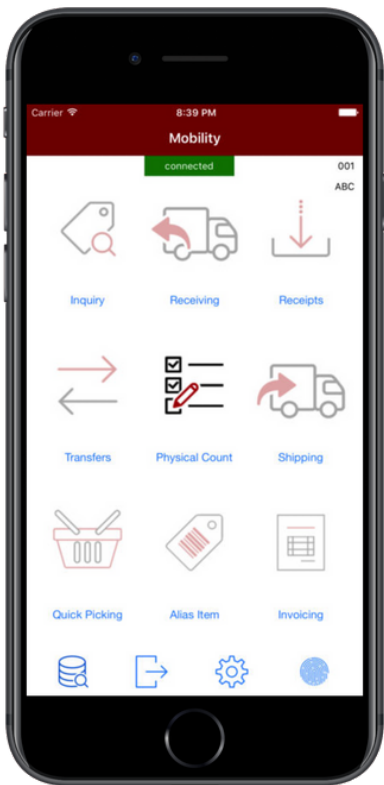 Carrier 8:39 PM
Mobility
connected 001
ABC
Inquiry Receiving Receipts
Transfers Physical Count Shipping
Quick Picking Alias Item Invoicing